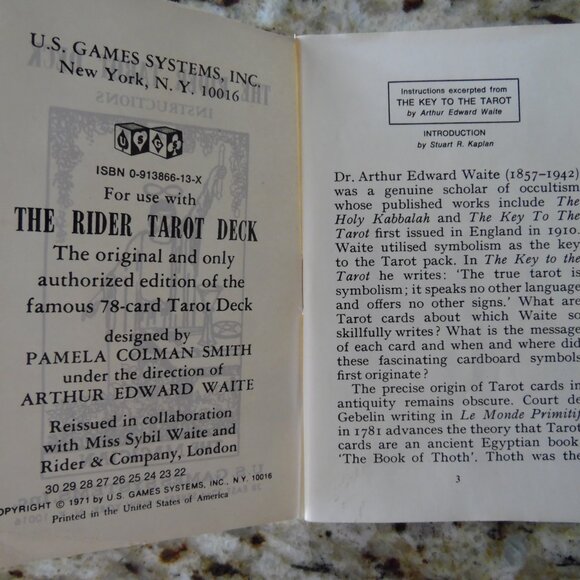 U.S. GAMES SYSTEMS, INC.
New York, N. Y. 10016
U S G S
ISBN 0-913866-13-X
For use with
THE RIDER TAROT DECK
The original and only
authorized edition of the
famous 78-card Tarot Deck
designed by
PAMELA COLMAN SMITH
under the direction of
ARTHUR EDWARD WAITE
Reissued in collaboration
with Miss Sybil Waite and
Rider & Company, London
30 29 28 27 26 25 24 23 22
COPYRIGHT © 1971 by U.S. GAMES SYSTEMS, INC., N.Y. 10016
Printed in the United States of America
Instructions excerpted from
THE KEY TO THE TAROT
by Arthur Edward Waite
INTRODUCTION
by Stuart R. Kaplan
Dr. Arthur Edward Waite (1857-1942)
was a genuine scholar of occultism
whose published works include The
Holy Kabbalah and The Key To The
Tarot first issued in England in 1910.
Waite utilised symbolism as the key
to the Tarot pack. In The Key to the
Tarot he writes: ‘The true tarot is
symbolism; it speaks no other language
and offers no other signs.’ What are
Tarot cards about which Waite so
skillfully writes? What is the message
of each card and when and where did
these fascinating cardboard symbols
first originate?
The precise origin of Tarot cards in
antiquity remains obscure. Court de
Gebelin writing in Le Monde Primitif
in 1781 advances the theory that Tarot
cards are an ancient Egyptian book
‘The Book of Thoth’. Thoth was the
3